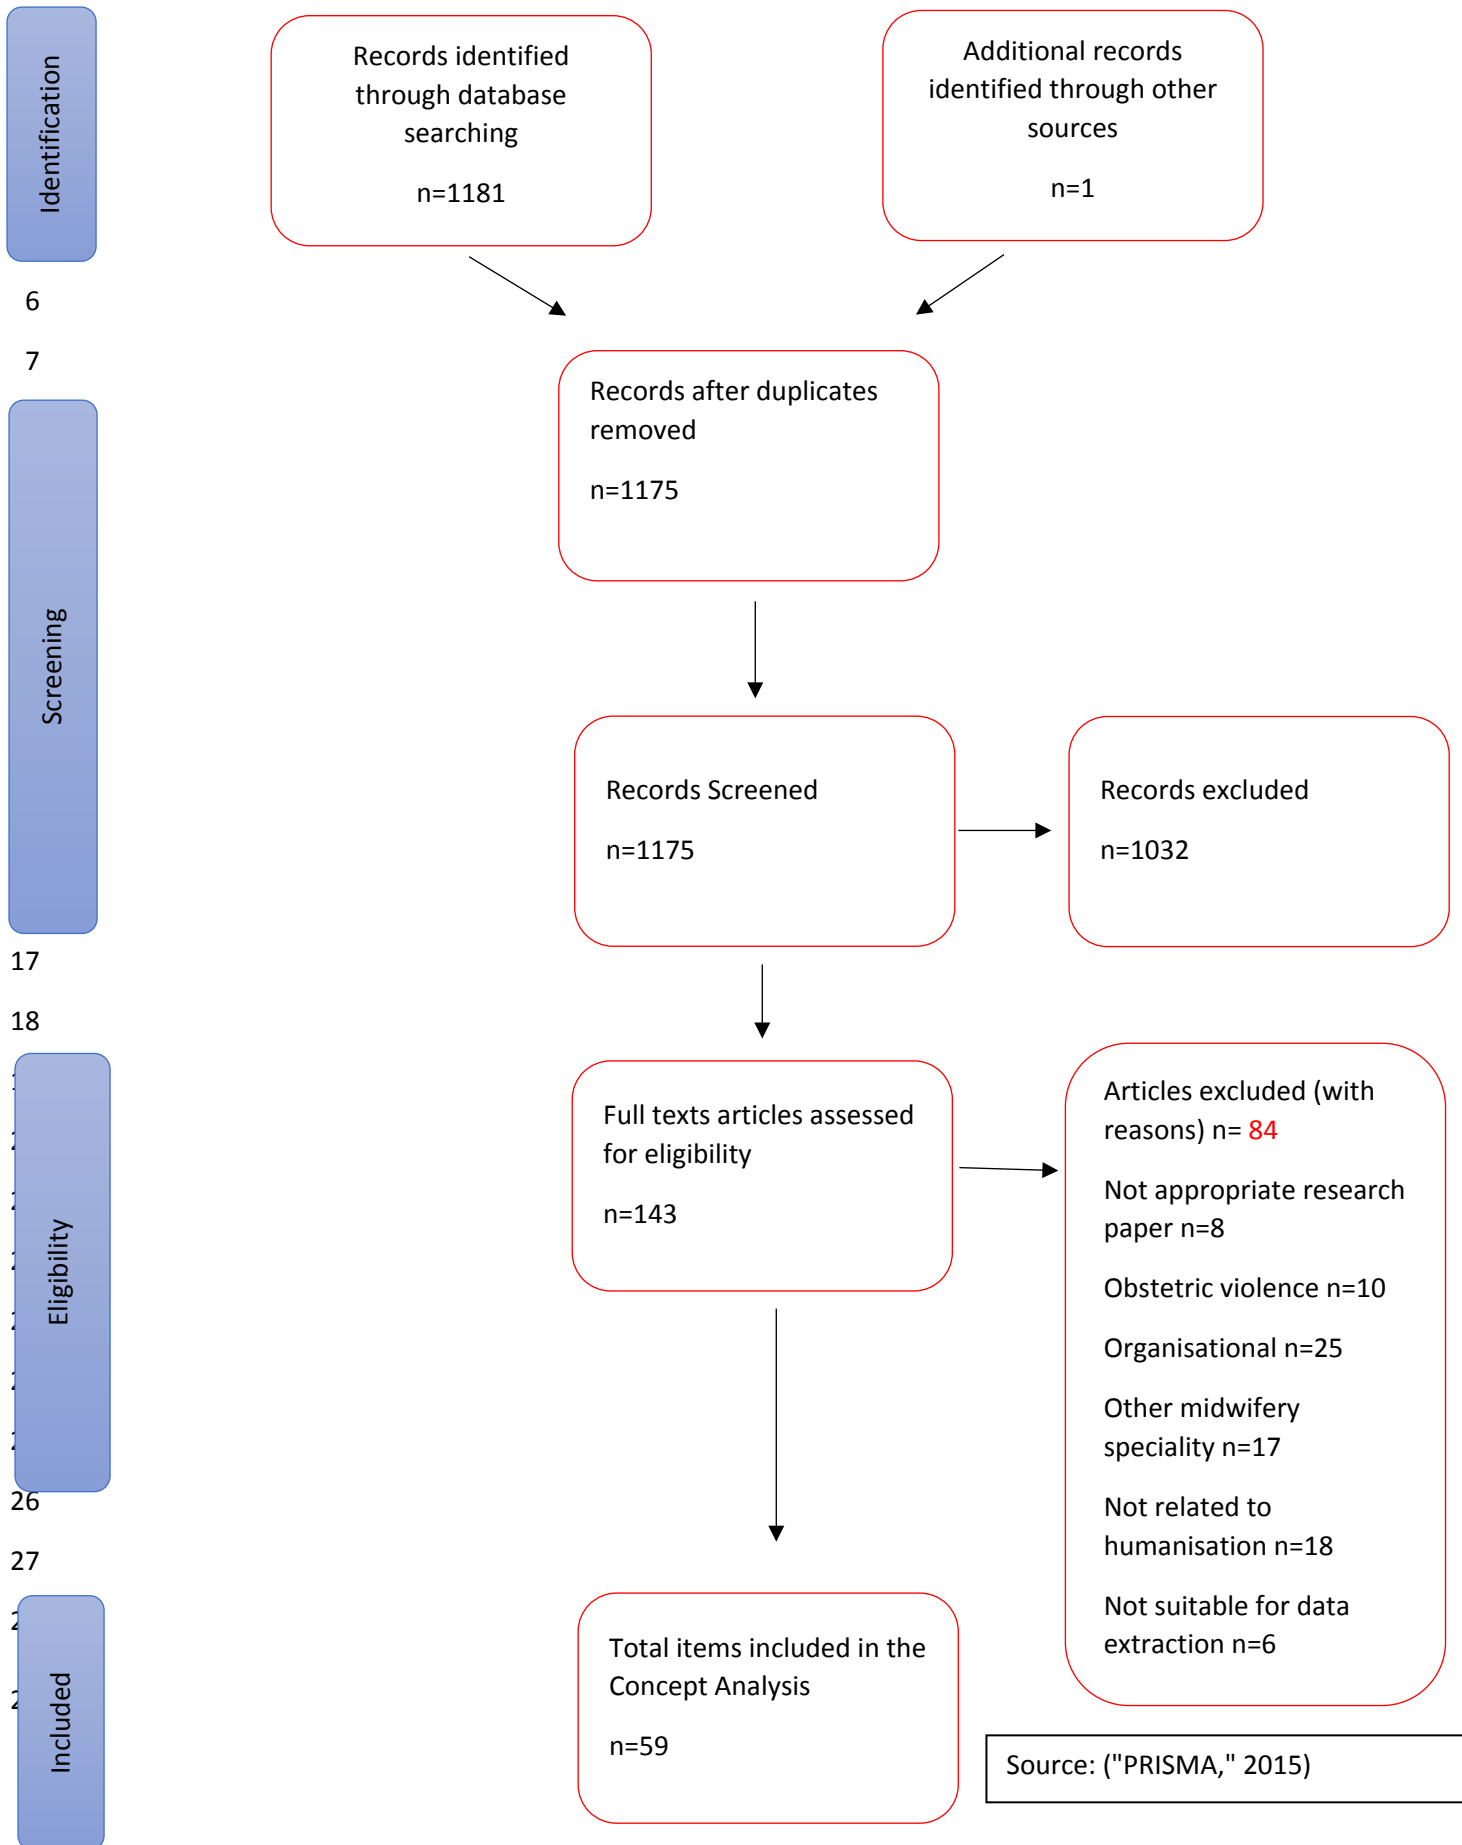 Identification
Records identified
through database
searching
n=1181
Additional records
identified through other
sources
n=1
6
7
Records after duplicates
removed
n=1175
Screening
Records Screened
n=1175
Records excluded
n=1032
17
18
Eligibility
Full texts articles assessed
for eligibility
n=143
Articles excluded (with
reasons) n= 84
Not appropriate research
paper n=8
Obstetric violence n=10
Organisational n=25
Other midwifery
speciality n=17
Not related to
humanisation n=18
Not suitable for data
extraction n=6
26
27
Included
Total items included in the
Concept Analysis
n=59
Source: ("PRISMA," 2015)